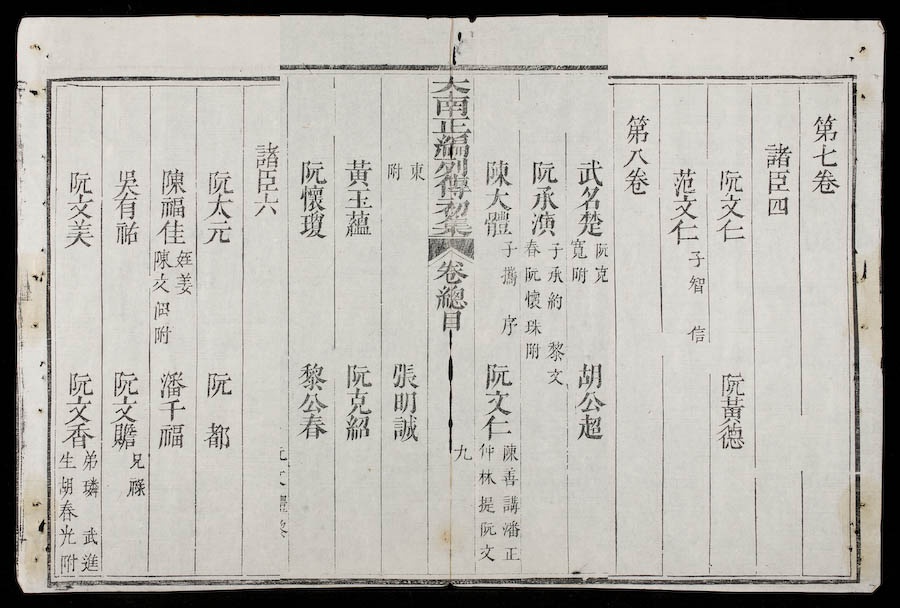 第七卷
諸臣四
阮文仁 阮黃德
范文仁 子智 信
第八卷
武名楚 阮克寬附 胡公超
阮承演 子承約 黎文春阮懷珠附
陳大體 子擕 序 阮文仁 陳善講潘正仲林提阮文
大南正編列傳初集 卷總目 九
東附 張明誠
黃玉蘊 阮克紹
阮懷瓊 黎公春
諸臣六
阮太元 阮都
陳福佳 姪姜 陳文 附 潘千福
吳有祐 阮文贍 兄祿
阮文美 阮文香 弟璘 武進生胡春光附